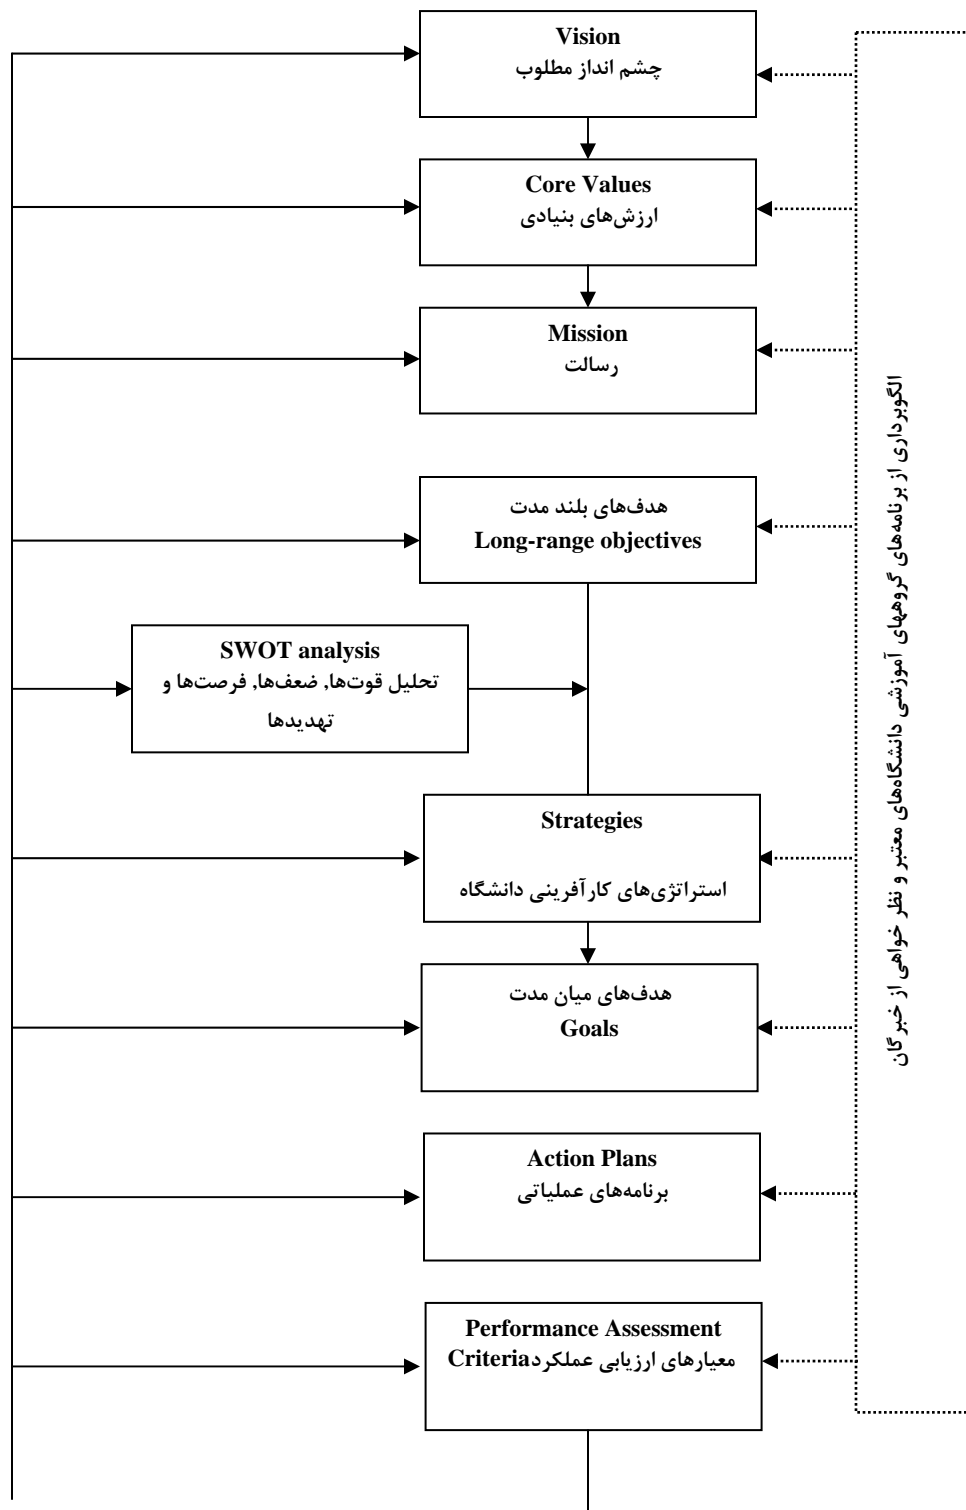 Vision
چشم انداز مطلوب
Core Values
ارزش‌های بنیادی
Mission
رسالت
هدف‌های بلند مدت
Long-range objectives
SWOT analysis
تحلیل قوت‌ها, ضعف‌ها, فرصت‌ها و
تهدیدها
Strategies
استراتژی‌های کارآفرینی دانشگاه
هدف‌های میان مدت
Goals
Action Plans
برنامه‌های عملیاتی
Performance Assessment
معیارهای ارزیابی عملکردCriteria
الگوبرداری از برنامه‌های گروههای آموزشی دانشگاه‌های معتبر و نظر خواهی از خبرگان